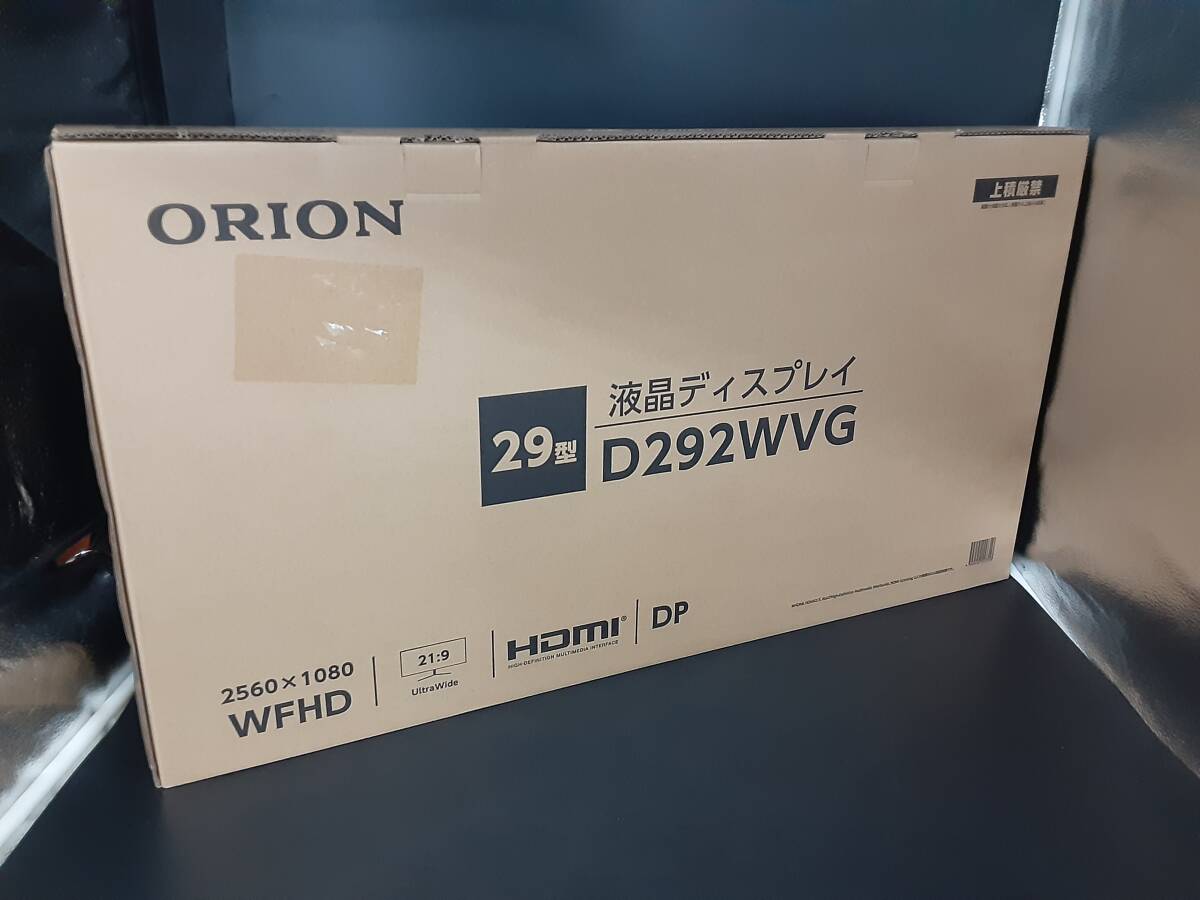 ORION
上積厳禁
29型
液晶ディスプレイ
D292WVG
2560×1080
WFHD
21:9
UltraWide
HDMI®
HIGH-DEFINITION MULTIMEDIA INTERFACE
DP